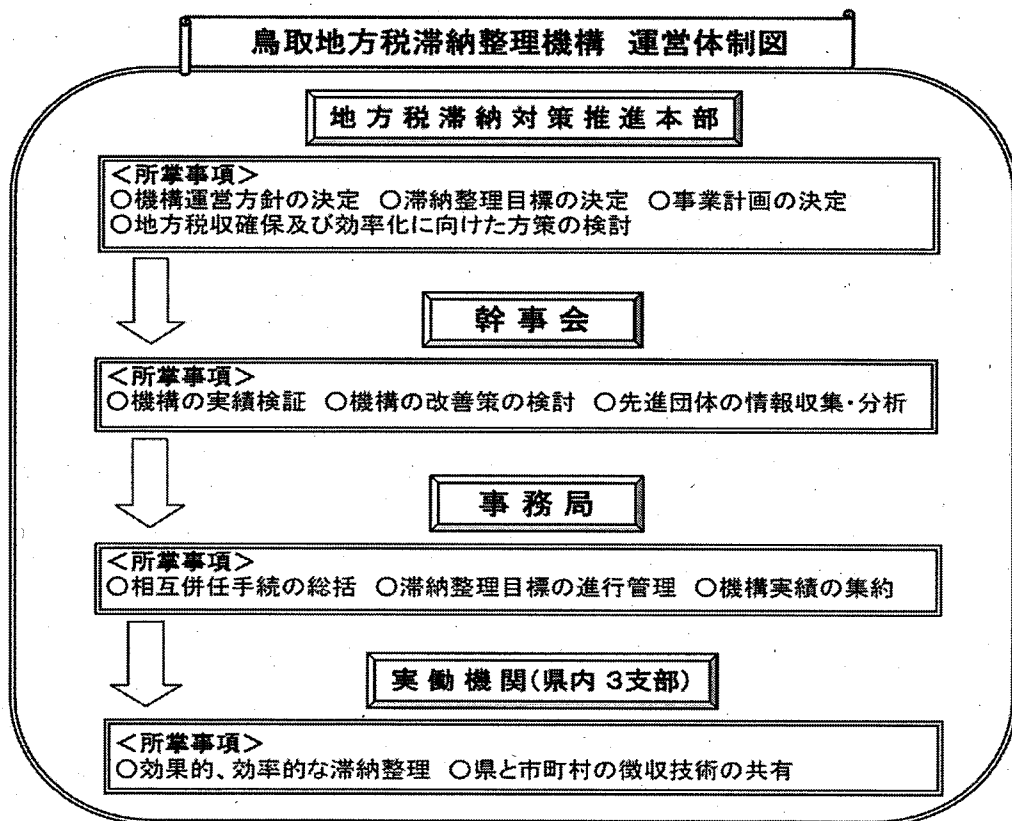 鳥取地方税滞納整理機構 運営体制図
地方税滞納対策推進本部
＜所掌事項＞
○機構運営方針の決定 ○滞納整理目標の決定 ○事業計画の決定
○地方税収確保及び効率化に向けた方策の検討
幹事会
＜所掌事項＞
○機構の実績検証 ○機構の改善策の検討 ○先進団体の情報収集・分析
事務局
＜所掌事項＞
○相互併任手続の総括 ○滞納整理目標の進行管理 ○機構実績の集約
実働機関(県内 3支部)
＜所掌事項＞
○効果的、効率的な滞納整理 ○県と市町村の徴収技術の共有